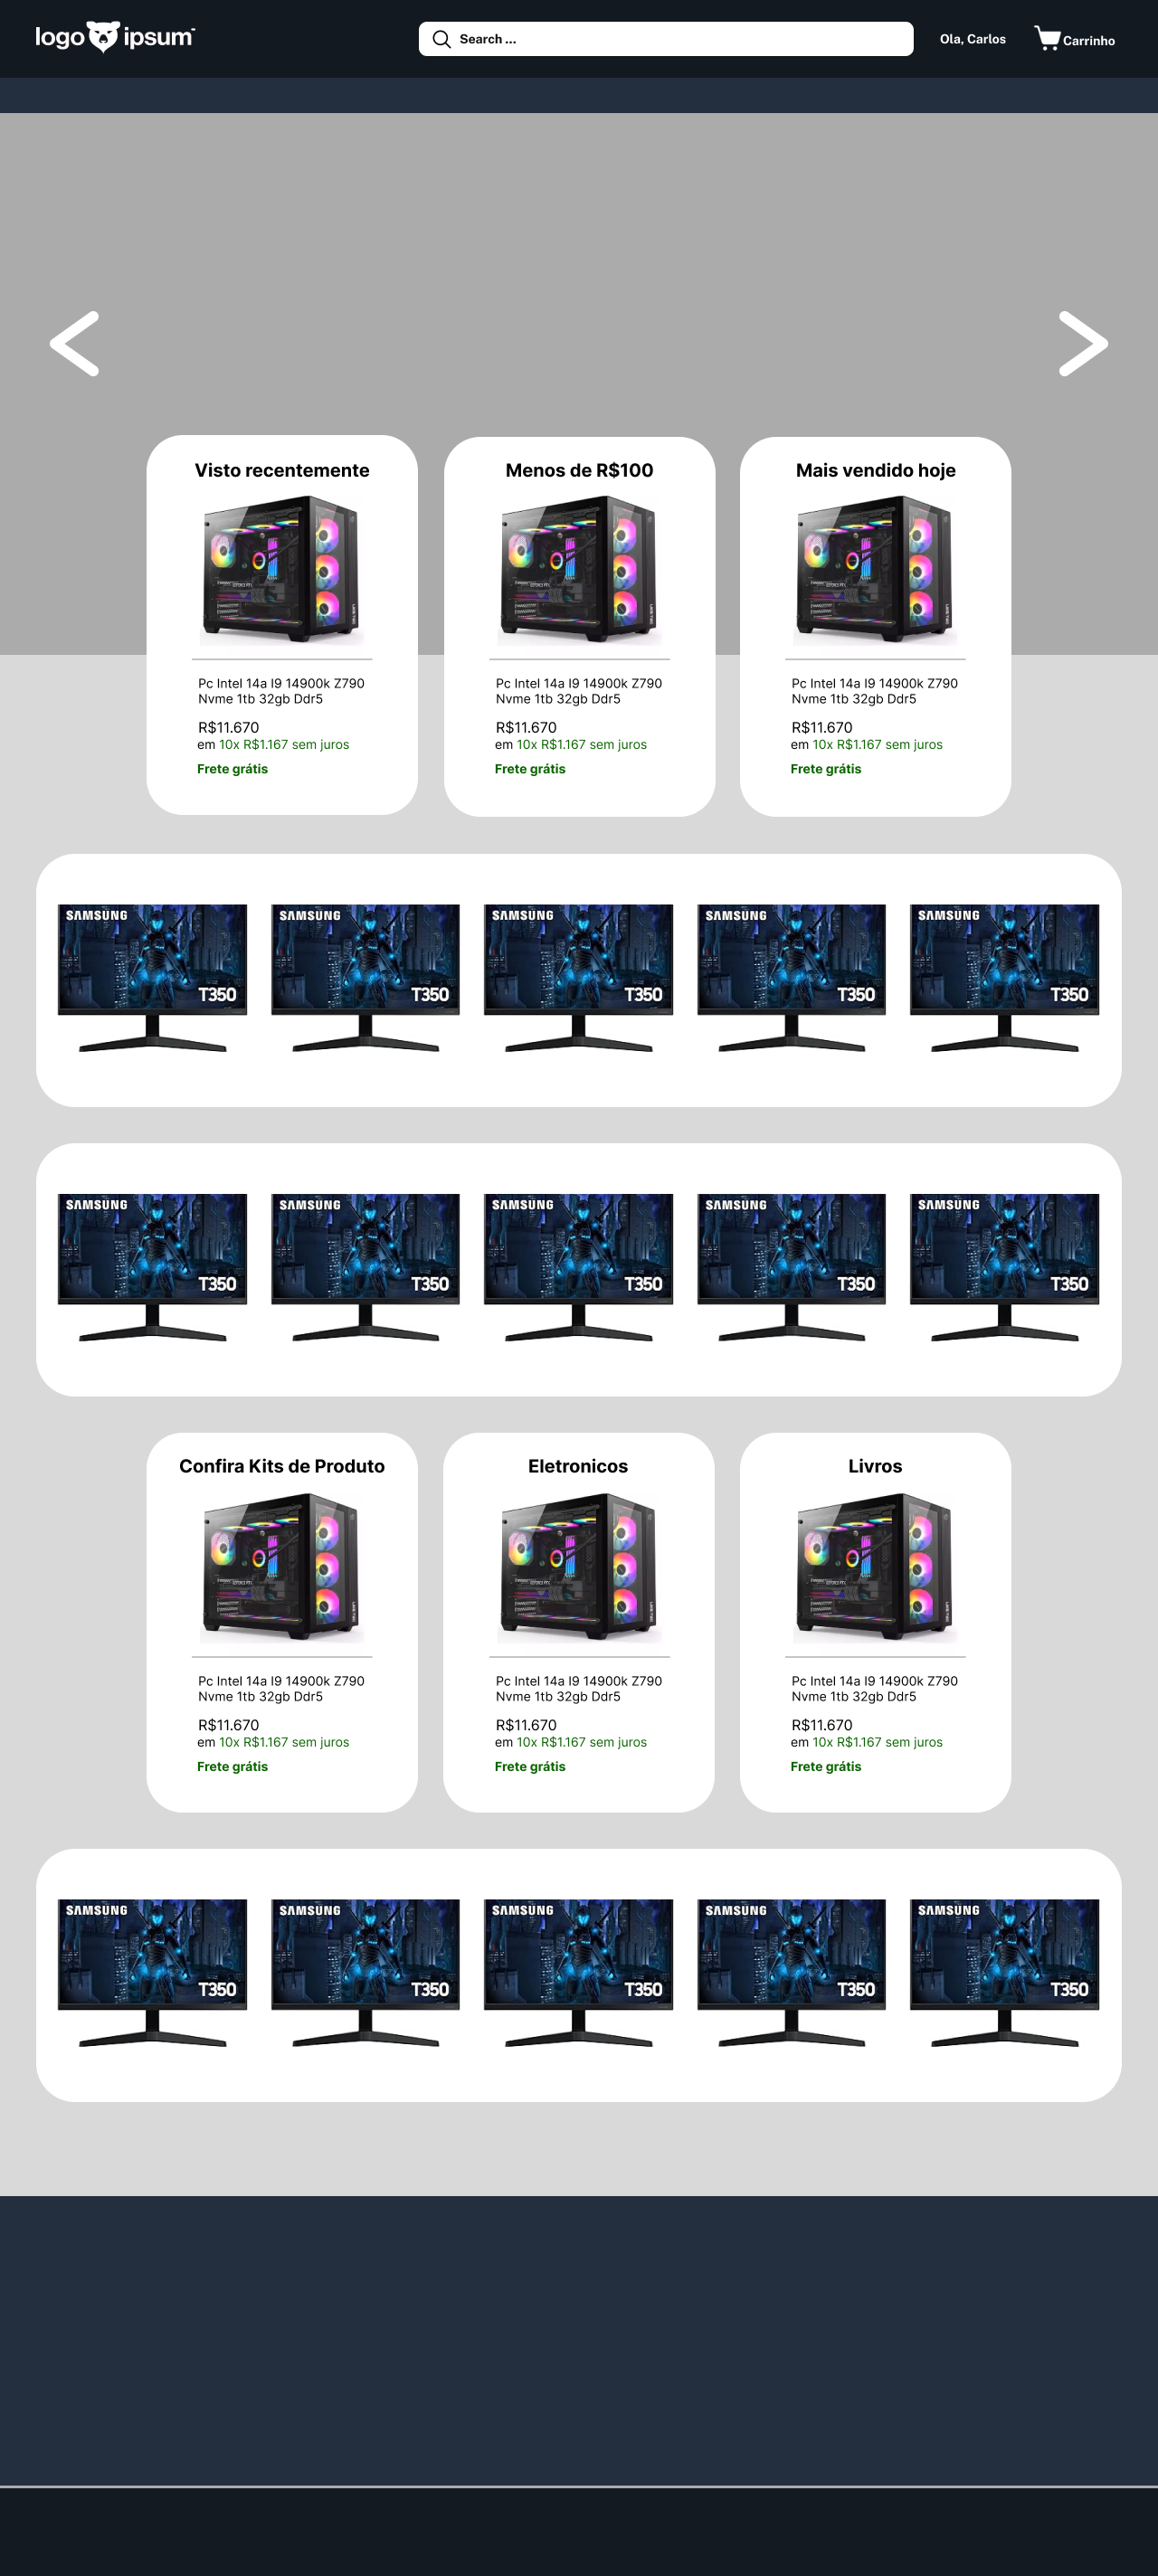 logo ipsum
Search ...
Ola, Carlos
Carrinho
Visto recentemente
Menos de R$100
Mais vendido hoje
Pc Intel 14a I9 14900k Z790
Nvme 1tb 32gb Ddr5
R$11.670
em 10x R$1.167 sem juros
Frete grátis
Pc Intel 14a I9 14900k Z790
Nvme 1tb 32gb Ddr5
R$11.670
em 10x R$1.167 sem juros
Frete grátis
Pc Intel 14a I9 14900k Z790
Nvme 1tb 32gb Ddr5
R$11.670
em 10x R$1.167 sem juros
Frete grátis
SAMSUNG
T350
SAMSUNG
T350
SAMSUNG
T350
SAMSUNG
T350
SAMSUNG
T350
SAMSUNG
T350
SAMSUNG
T350
SAMSUNG
T350
SAMSUNG
T350
SAMSUNG
T350
Confira Kits de Produto
Eletronicos
Livros
Pc Intel 14a I9 14900k Z790
Nvme 1tb 32gb Ddr5
R$11.670
em 10x R$1.167 sem juros
Frete grátis
Pc Intel 14a I9 14900k Z790
Nvme 1tb 32gb Ddr5
R$11.670
em 10x R$1.167 sem juros
Frete grátis
Pc Intel 14a I9 14900k Z790
Nvme 1tb 32gb Ddr5
R$11.670
em 10x R$1.167 sem juros
Frete grátis
SAMSUNG
T350
SAMSUNG
T350
SAMSUNG
T350
SAMSUNG
T350
SAMSUNG
T350